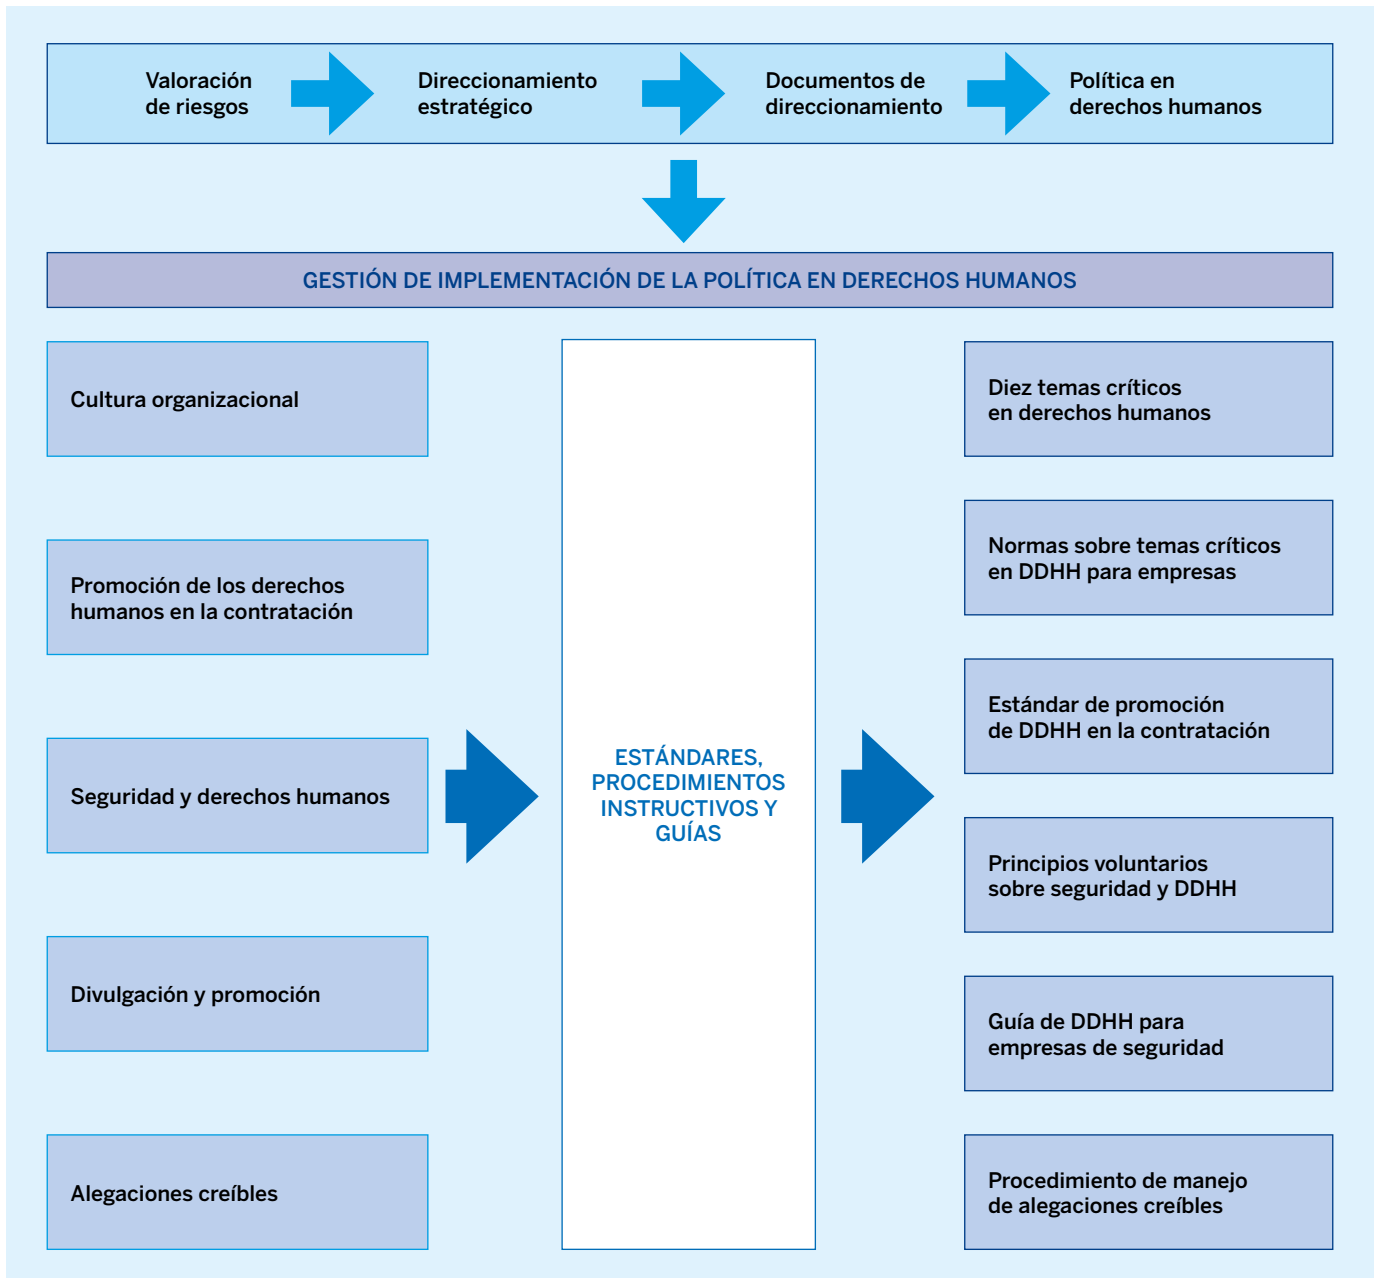 Valoración
de riesgos
Direccionamiento
estratégico
Documentos de
direccionamiento
Política en
derechos humanos
GESTIÓN DE IMPLEMENTACIÓN DE LA POLÍTICA EN DERECHOS HUMANOS
Cultura organizacional
Promoción de los derechos
humanos en la contratación
Seguridad y derechos humanos
Divulgación y promoción
Alegaciones creíbles
ESTÁNDARES,
PROCEDIMIENTOS
INSTRUCTIVOS Y
GUÍAS
Diez temas críticos
en derechos humanos
Normas sobre temas críticos
en DDHH para empresas
Estándar de promoción
de DDHH en la contratación
Principios voluntarios
sobre seguridad y DDHH
Guía de DDHH para
empresas de seguridad
Procedimiento de manejo
de alegaciones creíbles